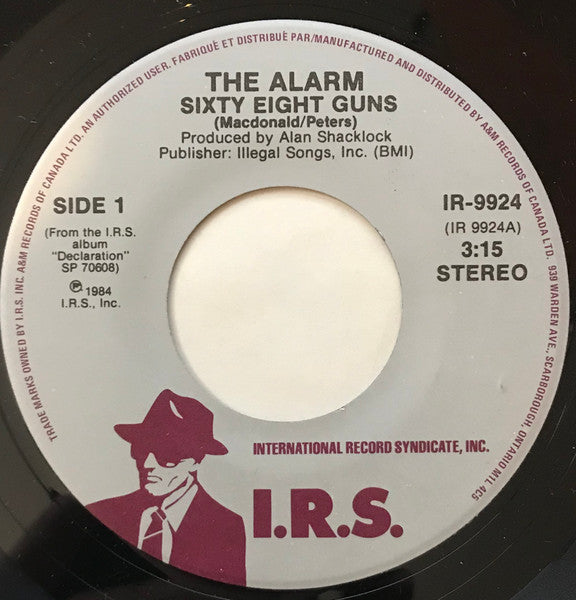 TRADE MARKS OWNED BY I.R.S. INC. A&M RECORDS OF CANADA LTD. AN AUTHORIZED USER. FABRIQUÉ ET DISTRIBUÉ PAR/MANUFACTURED AND DISTRIBUTED BY A&M RECORDS OF CANADA LTD. 939 WARDEN AVE., SCARBOROUGH, ONTARIO M1L 4C5
THE ALARM
SIXTY EIGHT GUNS
(Macdonald/Peters)
Produced by Alan Shacklock
Publisher: Illegal Songs, Inc. (BMI)
SIDE 1
(From the I.R.S.
album
"Declaration"
SP 70608)
℗ 1984
I.R.S., Inc.
IR-9924
(IR 9924A)
3:15
STEREO
INTERNATIONAL RECORD SYNDICATE, INC.
I.R.S.